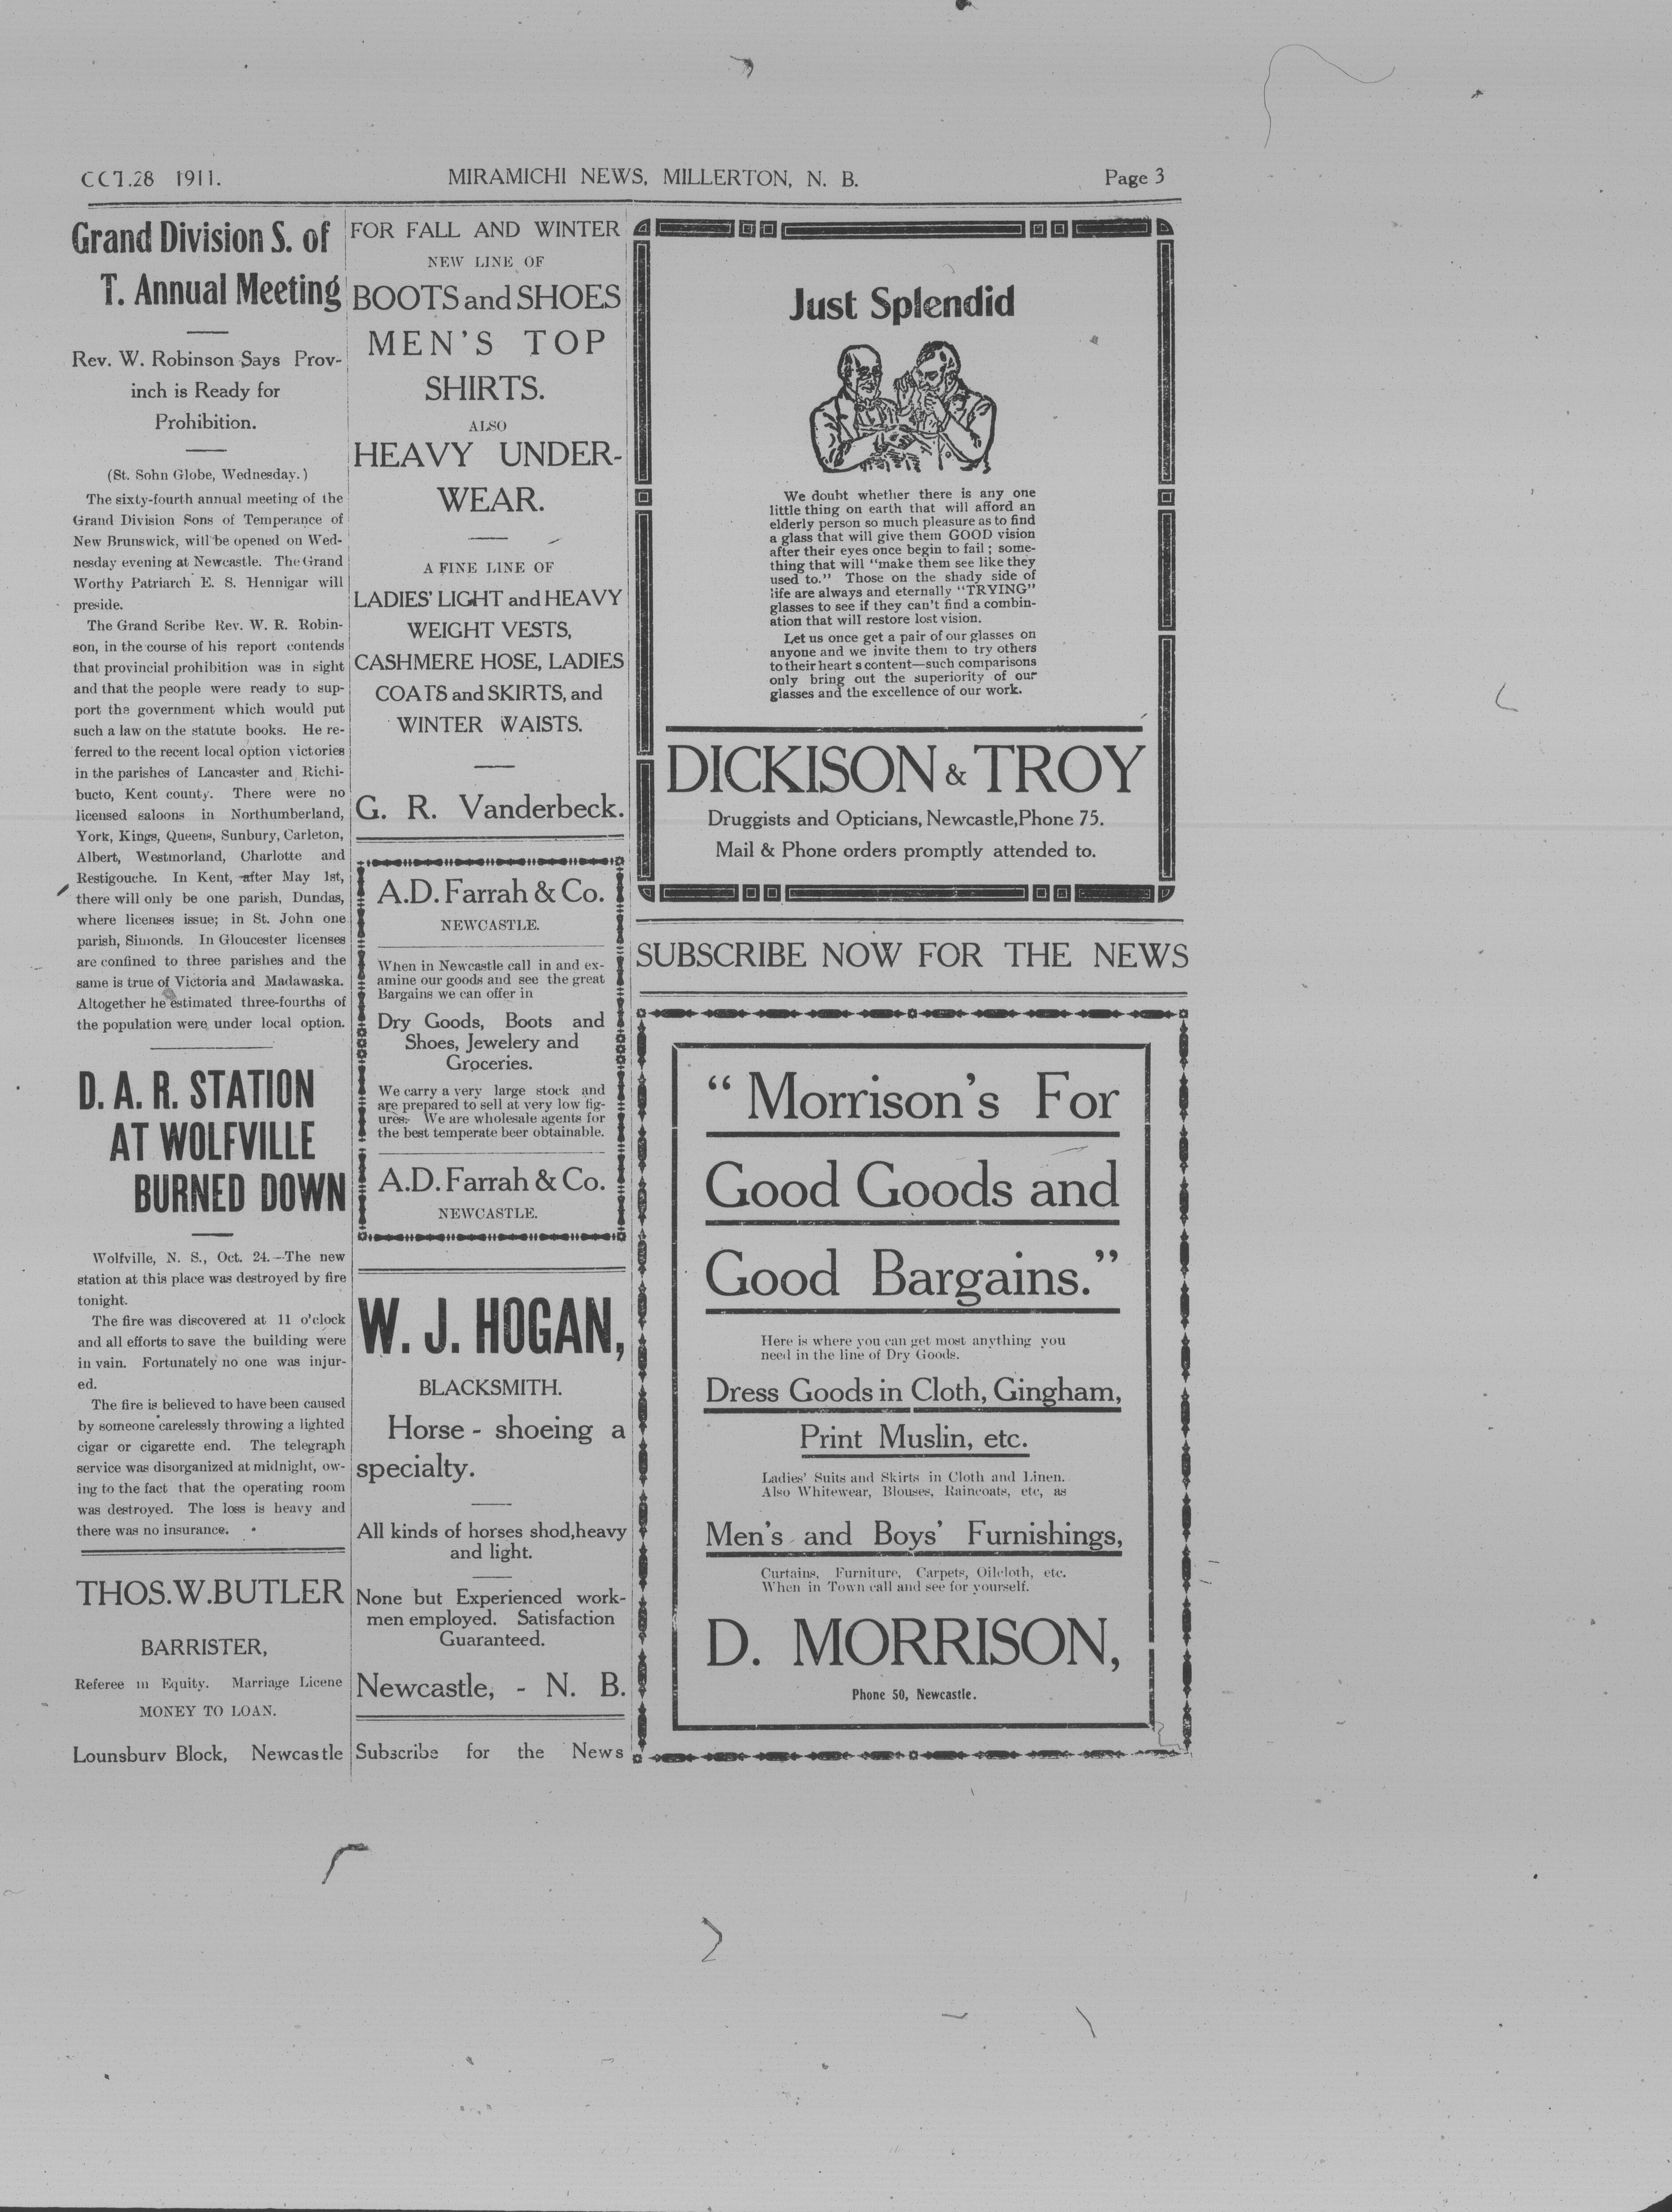 CCT.28 1911.
MIRAMICHI NEWS, MILLERTON, N. B.
Page 3
Grand Division S. of
T. Annual Meeting
Rev. W. Robinson Says Prov-
inch is Ready for
Prohibition.
(St. Sohn Globe, Wednesday.)
The sixty-fourth annual meeting of the
Grand Division Sons of Temperance of
New Brunswick, will be opened on Wed-
nesday evening at Newcastle. The Grand
Worthy Patriarch E. S. Hennigar will
preside.
The Grand Scribe Rev. W. R. Robin-
son, in the course of his report contends
that provincial prohibition was in sight
and that the people were ready to sup-
port the government which would put
such a law on the statute books. He re-
ferred to the recent local option victories
in the parishes of Lancaster and Richi-
bucto, Kent county. There were no
licensed saloons in Northumberland,
York, Kings, Queens, Sunbury, Carleton,
Albert, Westmorland, Charlotte and
Restigouche. In Kent, after May 1st,
there will only be one parish, Dundas,
where licenses issue; in St. John one
parish, Simonds. In Gloucester licenses
are confined to three parishes and the
same is true of Victoria and Madawaska.
Altogether he estimated three-fourths of
the population were under local option.
D. A. R. STATION
AT WOLFVILLE
BURNED DOWN
Wolfville, N. S., Oct. 24.—The new
station at this place was destroyed by fire
tonight.
The fire was discovered at 11 o'clock
and all efforts to save the building were
in vain. Fortunately no one was injur-
ed.
The fire is believed to have been caused
by someone carelessly throwing a lighted
cigar or cigarette end. The telegraph
service was disorganized at midnight, ow-
ing to the fact that the operating room
was destroyed. The loss is heavy and
there was no insurance.
THOS.W.BUTLER
BARRISTER,
Referee in Equity. Marriage Licene
MONEY TO LOAN.
Lounsbury Block, Newcastle
FOR FALL AND WINTER
NEW LINE OF
BOOTS and SHOES
MEN'S TOP
SHIRTS.
ALSO
HEAVY UNDER-
WEAR.
A FINE LINE OF
LADIES' LIGHT and HEAVY
WEIGHT VESTS,
CASHMERE HOSE, LADIES
COATS and SKIRTS, and
WINTER WAISTS.
G. R. Vanderbeck.
A.D. Farrah & Co.
NEWCASTLE.
When in Newcastle call in and ex-
amine our goods and see the great
Bargains we can offer in
Dry Goods, Boots and
Shoes, Jewelery and
Groceries.
We carry a very large stock and
are prepared to sell at very low fig-
ures. We are wholesale agents for
the best temperate beer obtainable.
A.D. Farrah & Co.
NEWCASTLE.
W. J. HOGAN,
BLACKSMITH.
Horse - shoeing a
specialty.
All kinds of horses shod,heavy
and light.
None but Experienced work-
men employed. Satisfaction
Guaranteed.
Newcastle, - N. B.
Subscribe for the News
Just Splendid
We doubt whether there is any one
little thing on earth that will afford an
elderly person so much pleasure as to find
a glass that will give them GOOD vision
after their eyes once begin to fail; some-
thing that will "make them see like they
used to." Those on the shady side of
life are always and eternally "TRYING"
glasses to see if they can't find a combin-
ation that will restore lost vision.
Let us once get a pair of our glasses on
anyone and we invite them to try others
to their heart s content—such comparisons
only bring out the superiority of our
glasses and the excellence of our work.
DICKISON & TROY
Druggists and Opticians, Newcastle,Phone 75.
Mail & Phone orders promptly attended to.
SUBSCRIBE NOW FOR THE NEWS
"Morrison's For
Good Goods and
Good Bargains."
Here is where you can get most anything you
need in the line of Dry Goods.
Dress Goods in Cloth, Gingham,
Print Muslin, etc.
Ladies' Suits and Skirts in Cloth and Linen.
Also Whitewear, Blouses, Raincoats, etc, as
Men's and Boys' Furnishings,
Curtains, Furniture, Carpets, Oilcloth, etc.
When in Town call and see for yourself.
D. MORRISON,
Phone 50, Newcastle.